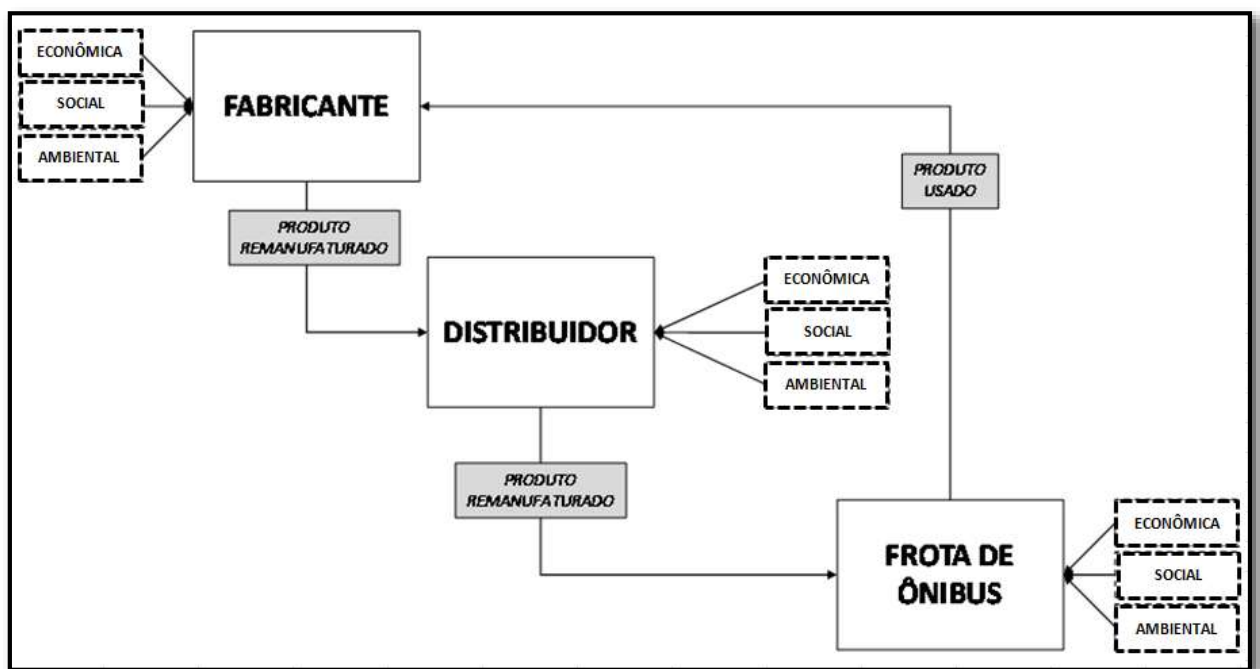 ECONÔMICA
SOCIAL
AMBIENTAL
FABRICANTE
PRODUTO
REMANUFATURADO
PRODUTO
USADO
DISTRIBUIDOR
ECONÔMICA
SOCIAL
AMBIENTAL
PRODUTO
REMANUFATURADO
FROTA DE
ÔNIBUS
ECONÔMICA
SOCIAL
AMBIENTAL